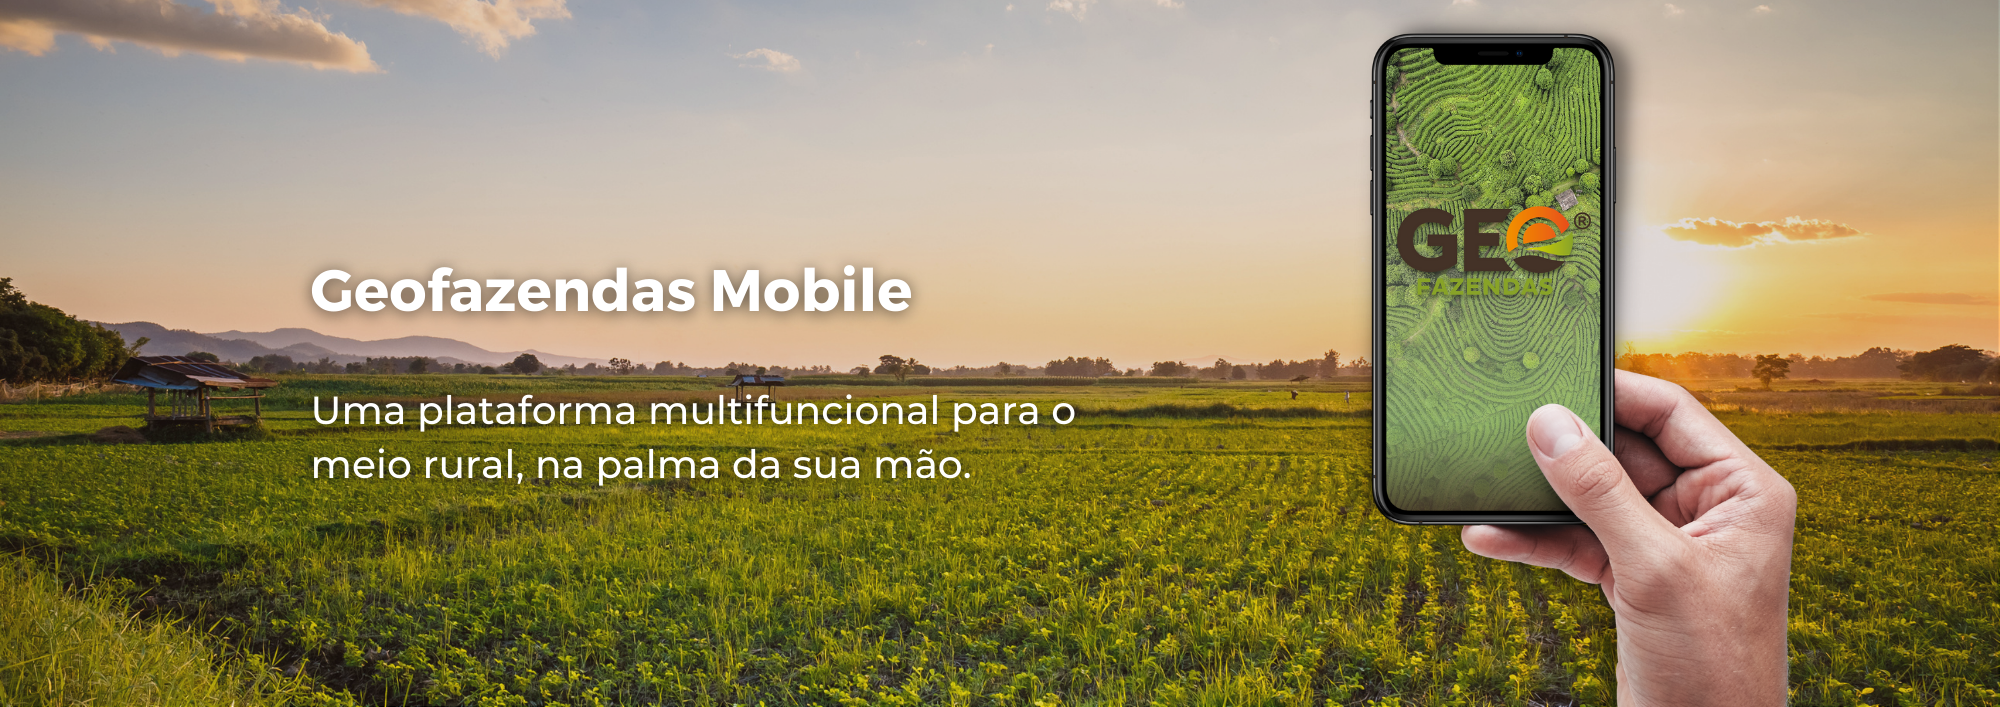 Geofazendas Mobile
Uma plataforma multifuncional para o
meio rural, na palma da sua mão.
GEO®
FAZENDAS